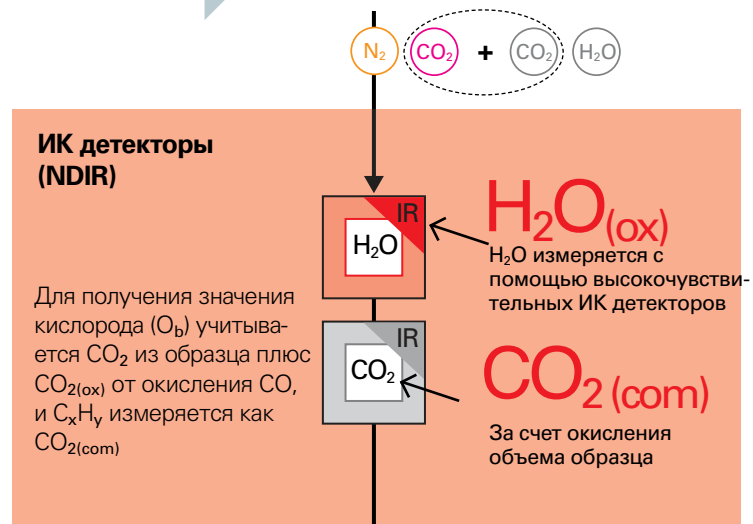 N₂ CO₂ + CO₂ H₂O
ИК детекторы
(NDIR)
IR
H₂O
H₂O(ox)
H₂O измеряется с
помощью высокочувстви-
тельных ИК детекторов
Для получения значения
кислорода (O_b) учитыва-
ется CO₂ из образца плюс
CO₂(ox) от окисления CO,
и CₓHᵧ измеряется как
CO₂(com)
IR
CO₂
CO₂ (com)
За счет окисления
объема образца